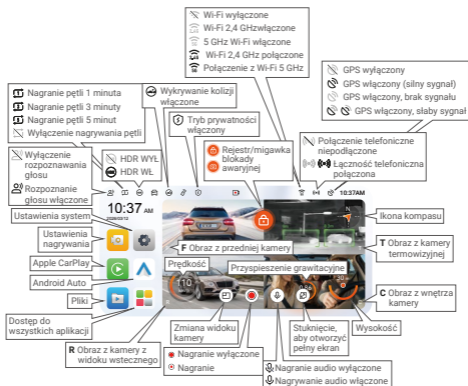 Wi-Fi wyłączone
Wi-Fi 2,4 GHzwłączone
5 GHz Wi-Fi włączone
Wi-Fi 2,4 GHz połączone
Połączenie z Wi-Fi 5 GHz
GPS wyłączony
GPS włączony (silny sygnał)
GPS włączony, brak sygnału
GPS włączony, słaby sygnał
Nagranie pętli 1 minuta
Nagranie pętli 3 minuty
Nagranie pętli 5 minut
Wyłączenie nagrywania pętli
Wykrywanie kolizji
włączone
Tryb prywatności
włączony
Rejestr/migawka
blokady
awaryjnej
Połączenie telefoniczne
niepodłączone
Łączność telefoniczna
połączona
Wyłączenie
rozpoznawania
głosu
Rozpoznanie
głosu włączone
HDR WYŁ
HDR WŁ
10:37AM
10:37 AM
Ustawienia system
Ustawienia
nagrywania
Apple CarPlay
Android Auto
Pliki
Dostęp do
wszystkich aplikacji
Ikona kompasu
F Obraz z przedniej kamery
T Obraz z kamery
termowizyjnej
Prędkość
110
Przyspieszenie grawitacyjne
C Obraz z wnętrza
kamery
R Obraz z kamery z
widoku wstecznego
Zmiana widoku
kamery
Nagranie wyłączone
Nagranie
Stuknięcie,
aby otworzyć
pełny ekran
Wysokość
Nagranie audio wyłączone
Nagrywanie audio włączone